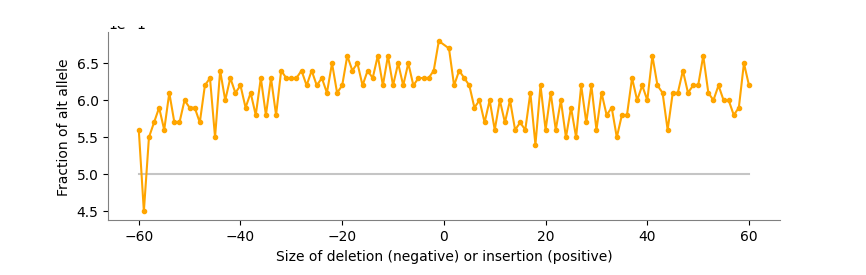 6.5
6.0
5.5
5.0
4.5
Fraction of alt allele
−60 −40 −20 0 20 40 60
Size of deletion (negative) or insertion (positive)